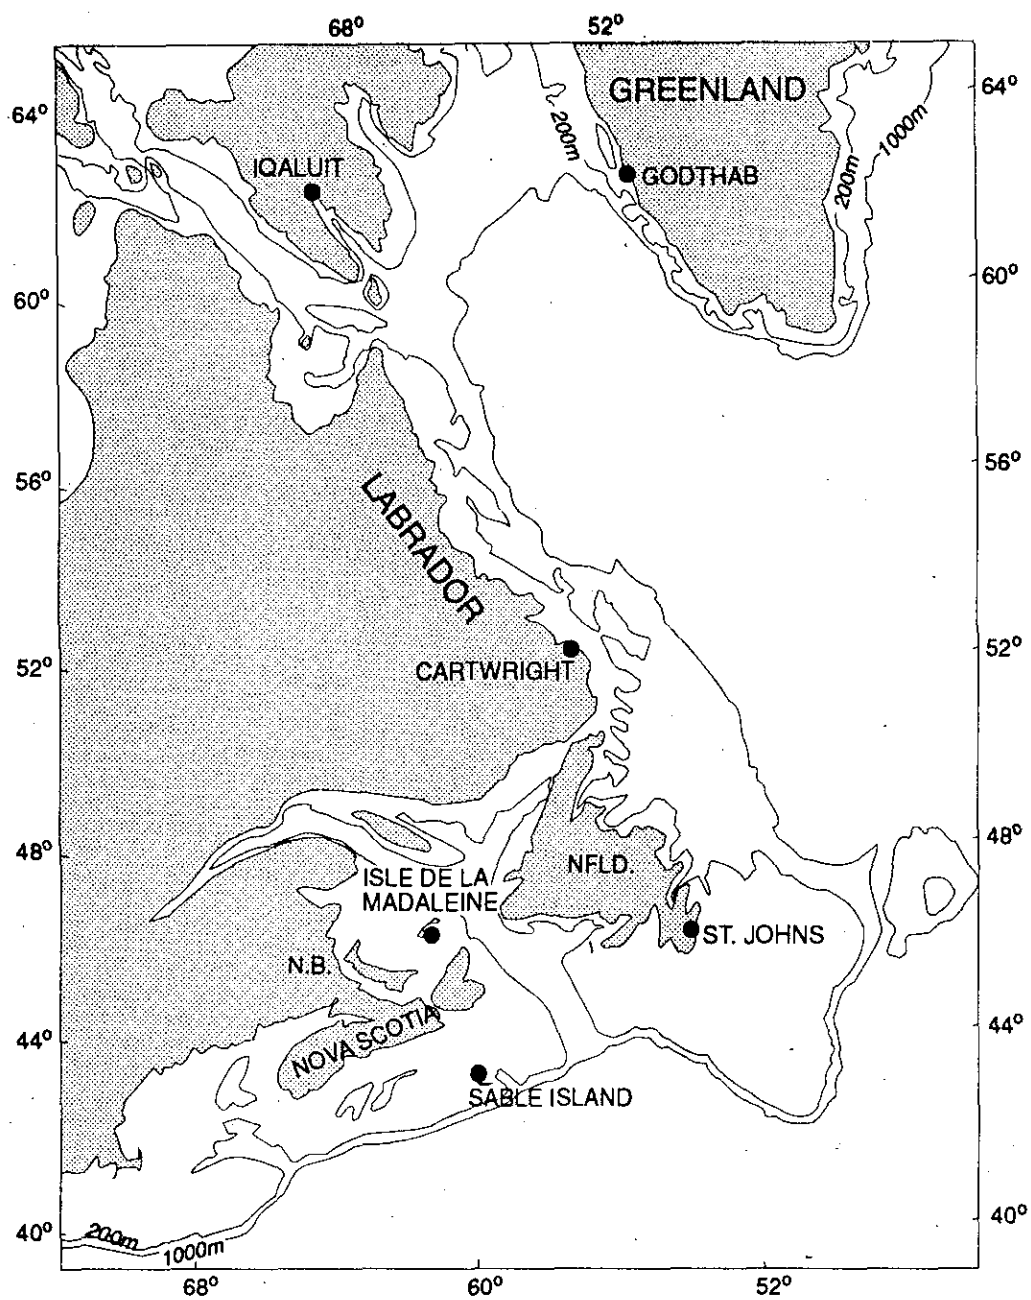 68° 52°
GREENLAND
64° 64°
200m
1000m
IQALUIT
GODTHAB
200m
60° 60°
56° 56°
LABRADOR
52° 52°
CARTWRIGHT
48° 48°
NFLD.
ISLE DE LA
MADALEINE
ST. JOHNS
N.B.
44° 44°
NOVA SCOTIA
SABLE ISLAND
40° 40°
200m
1000m
68° 60° 52°